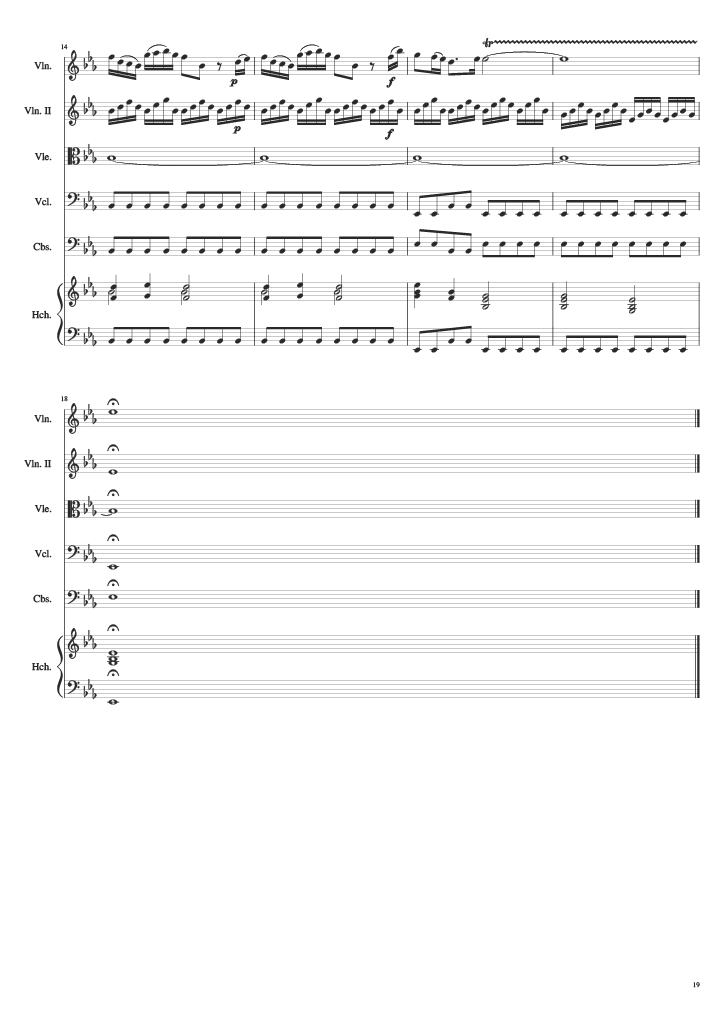 14
Vln.
tr
p
f
Vln. II
p
f
Vle.
Vcl.
Cbs.
Hch.
18
Vln.
Vln. II
Vle.
Vcl.
Cbs.
Hch.
19